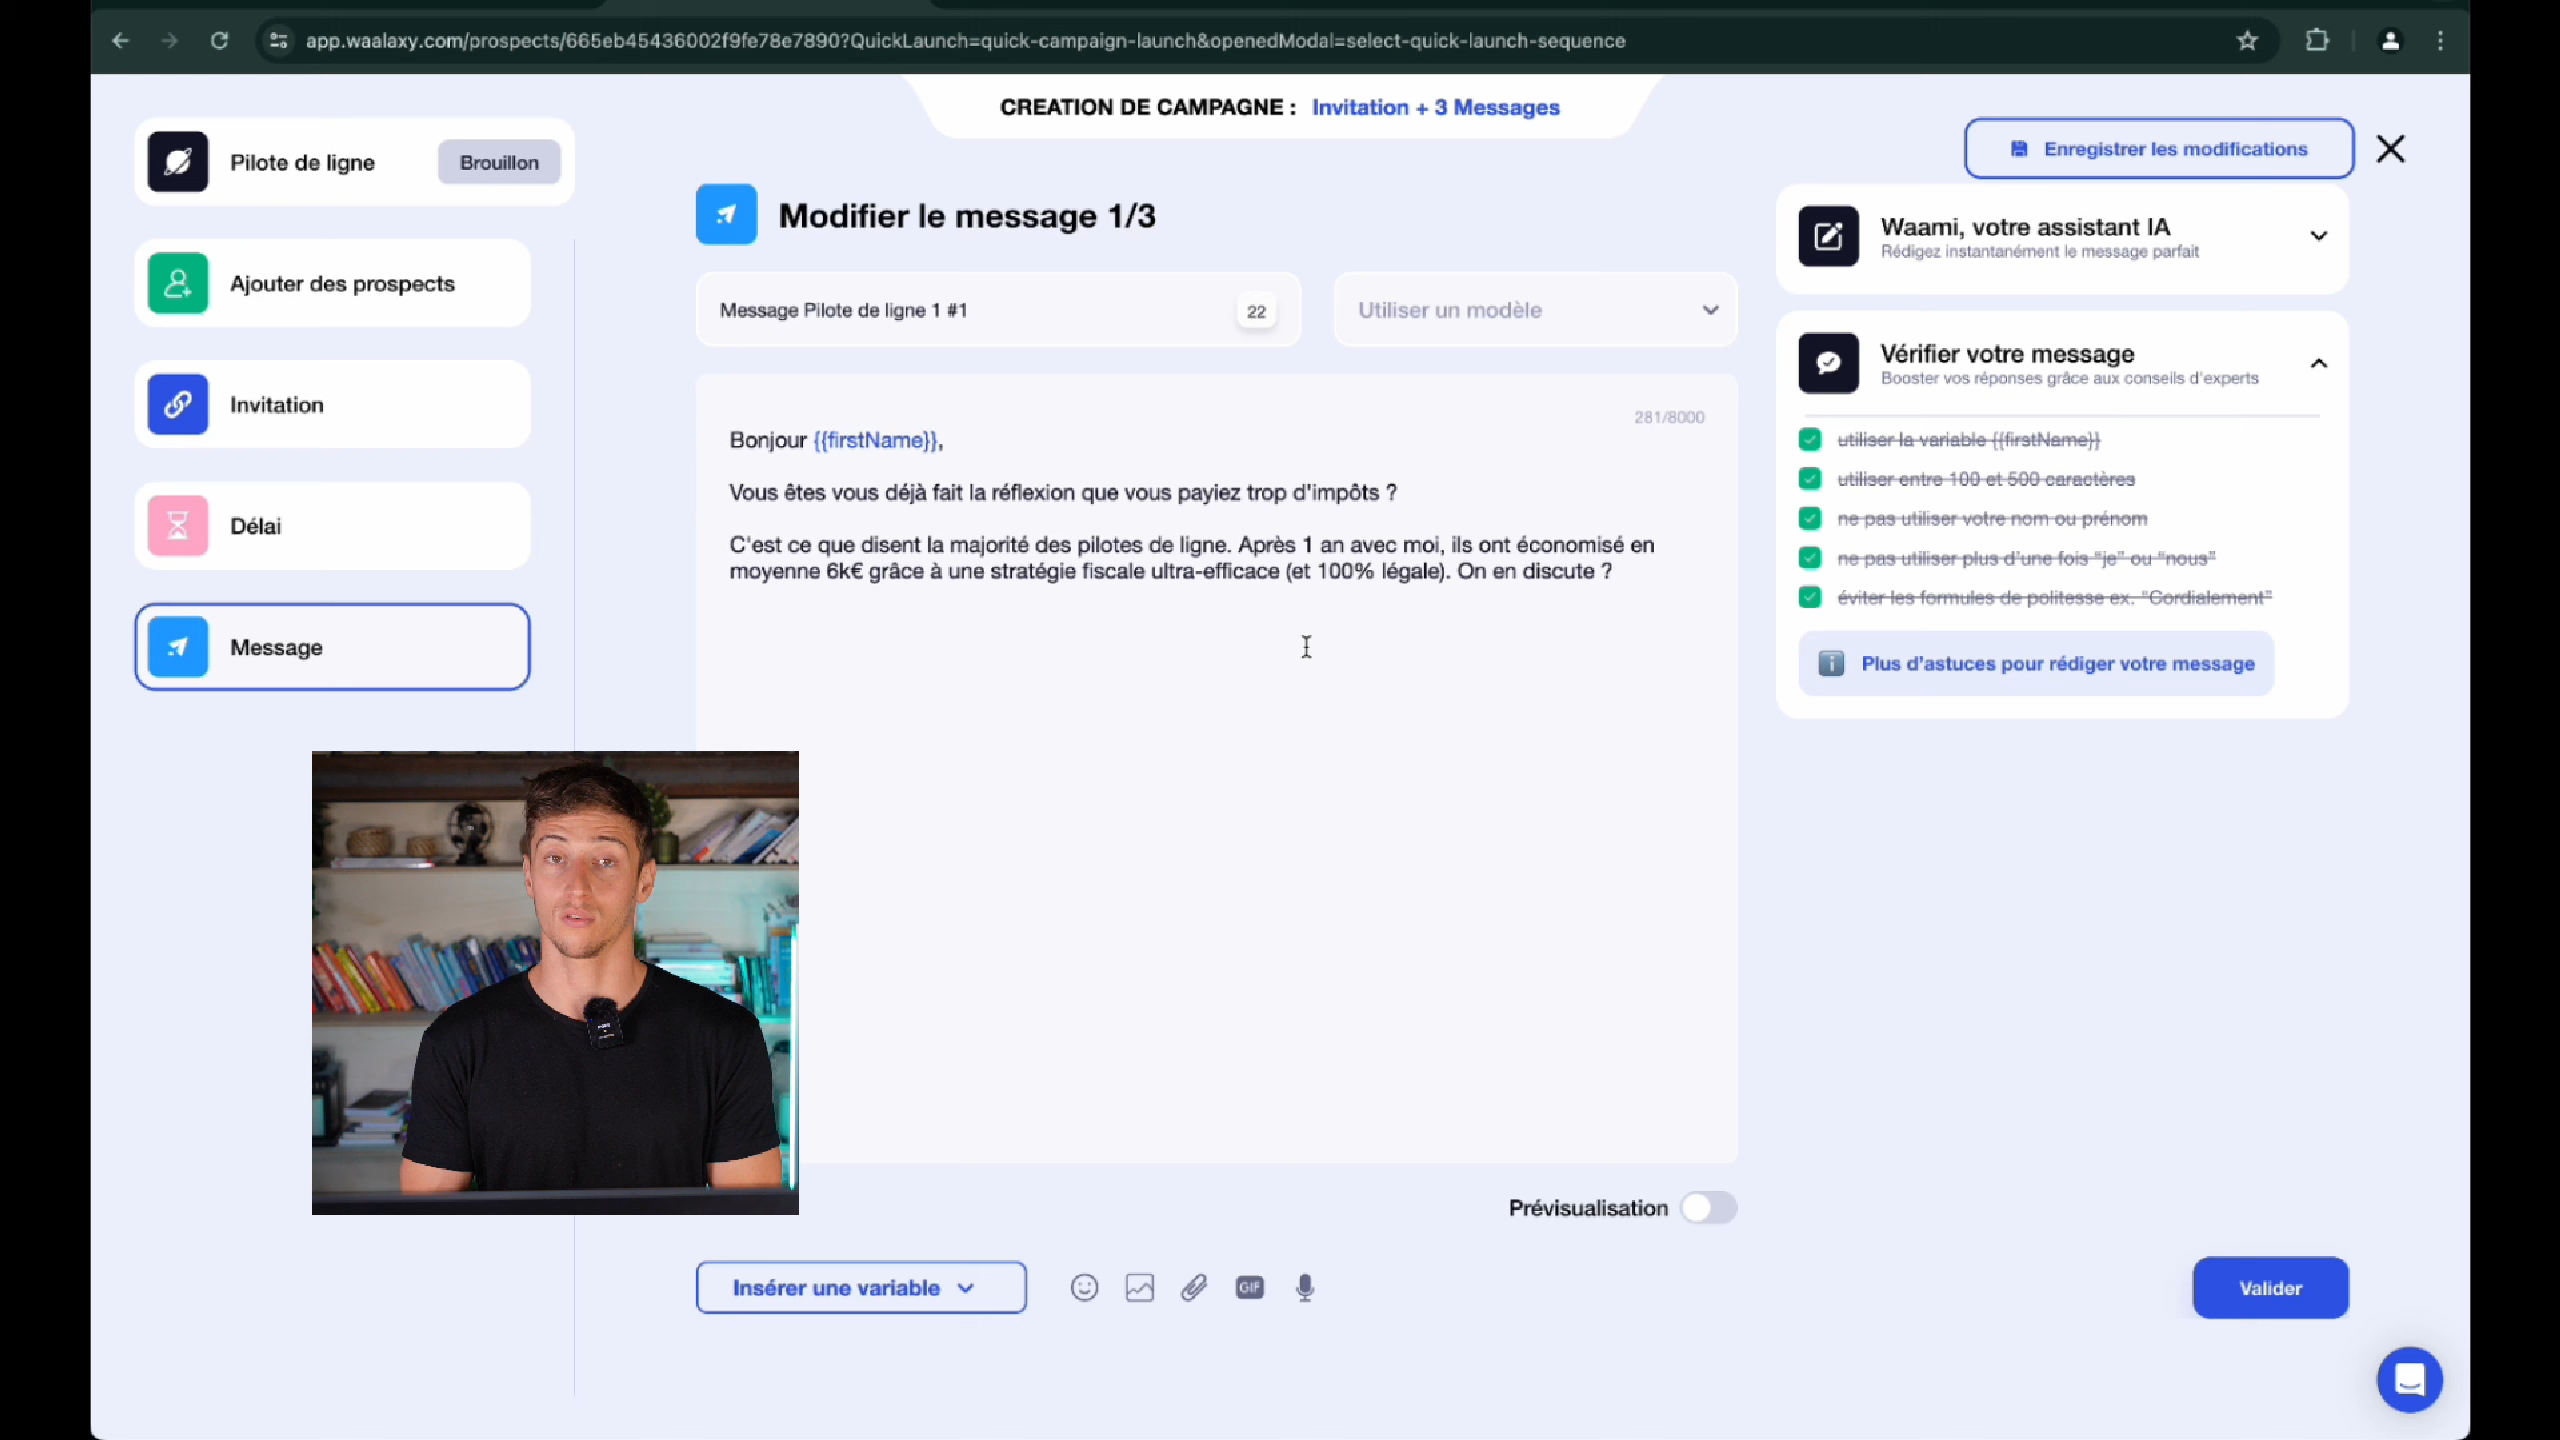 app.waalaxy.com/prospects/665eb45436002f9fe78e7890?QuickLaunch=quick-campaign-launch&openedModal=select-quick-launch-sequence
CREATION DE CAMPAGNE : Invitation + 3 Messages
Enregistrer les modifications
Pilote de ligne
Brouillon
Ajouter des prospects
Invitation
Délai
Message
Modifier le message 1/3
Message Pilote de ligne 1 #1
22
Utiliser un modèle
281/8000
Bonjour {{firstName}},
Vous êtes vous déjà fait la réflexion que vous payiez trop d'impôts ?
C'est ce que disent la majorité des pilotes de ligne. Après 1 an avec moi, ils ont économisé en
moyenne 6k€ grâce à une stratégie fiscale ultra-efficace (et 100% légale). On en discute ?
Prévisualisation
Insérer une variable
GIF
Waami, votre assistant IA
Rédigez instantanément le message parfait
Vérifier votre message
Booster vos réponses grâce aux conseils d'experts
utiliser la variable {{firstName}}
utiliser entre 100 et 500 caractères
ne pas utiliser votre nom ou prénom
ne pas utiliser plus d'une fois "je" ou "nous"
éviter les formules de politesse ex. "Cordialement"
Plus d'astuces pour rédiger votre message
Valider